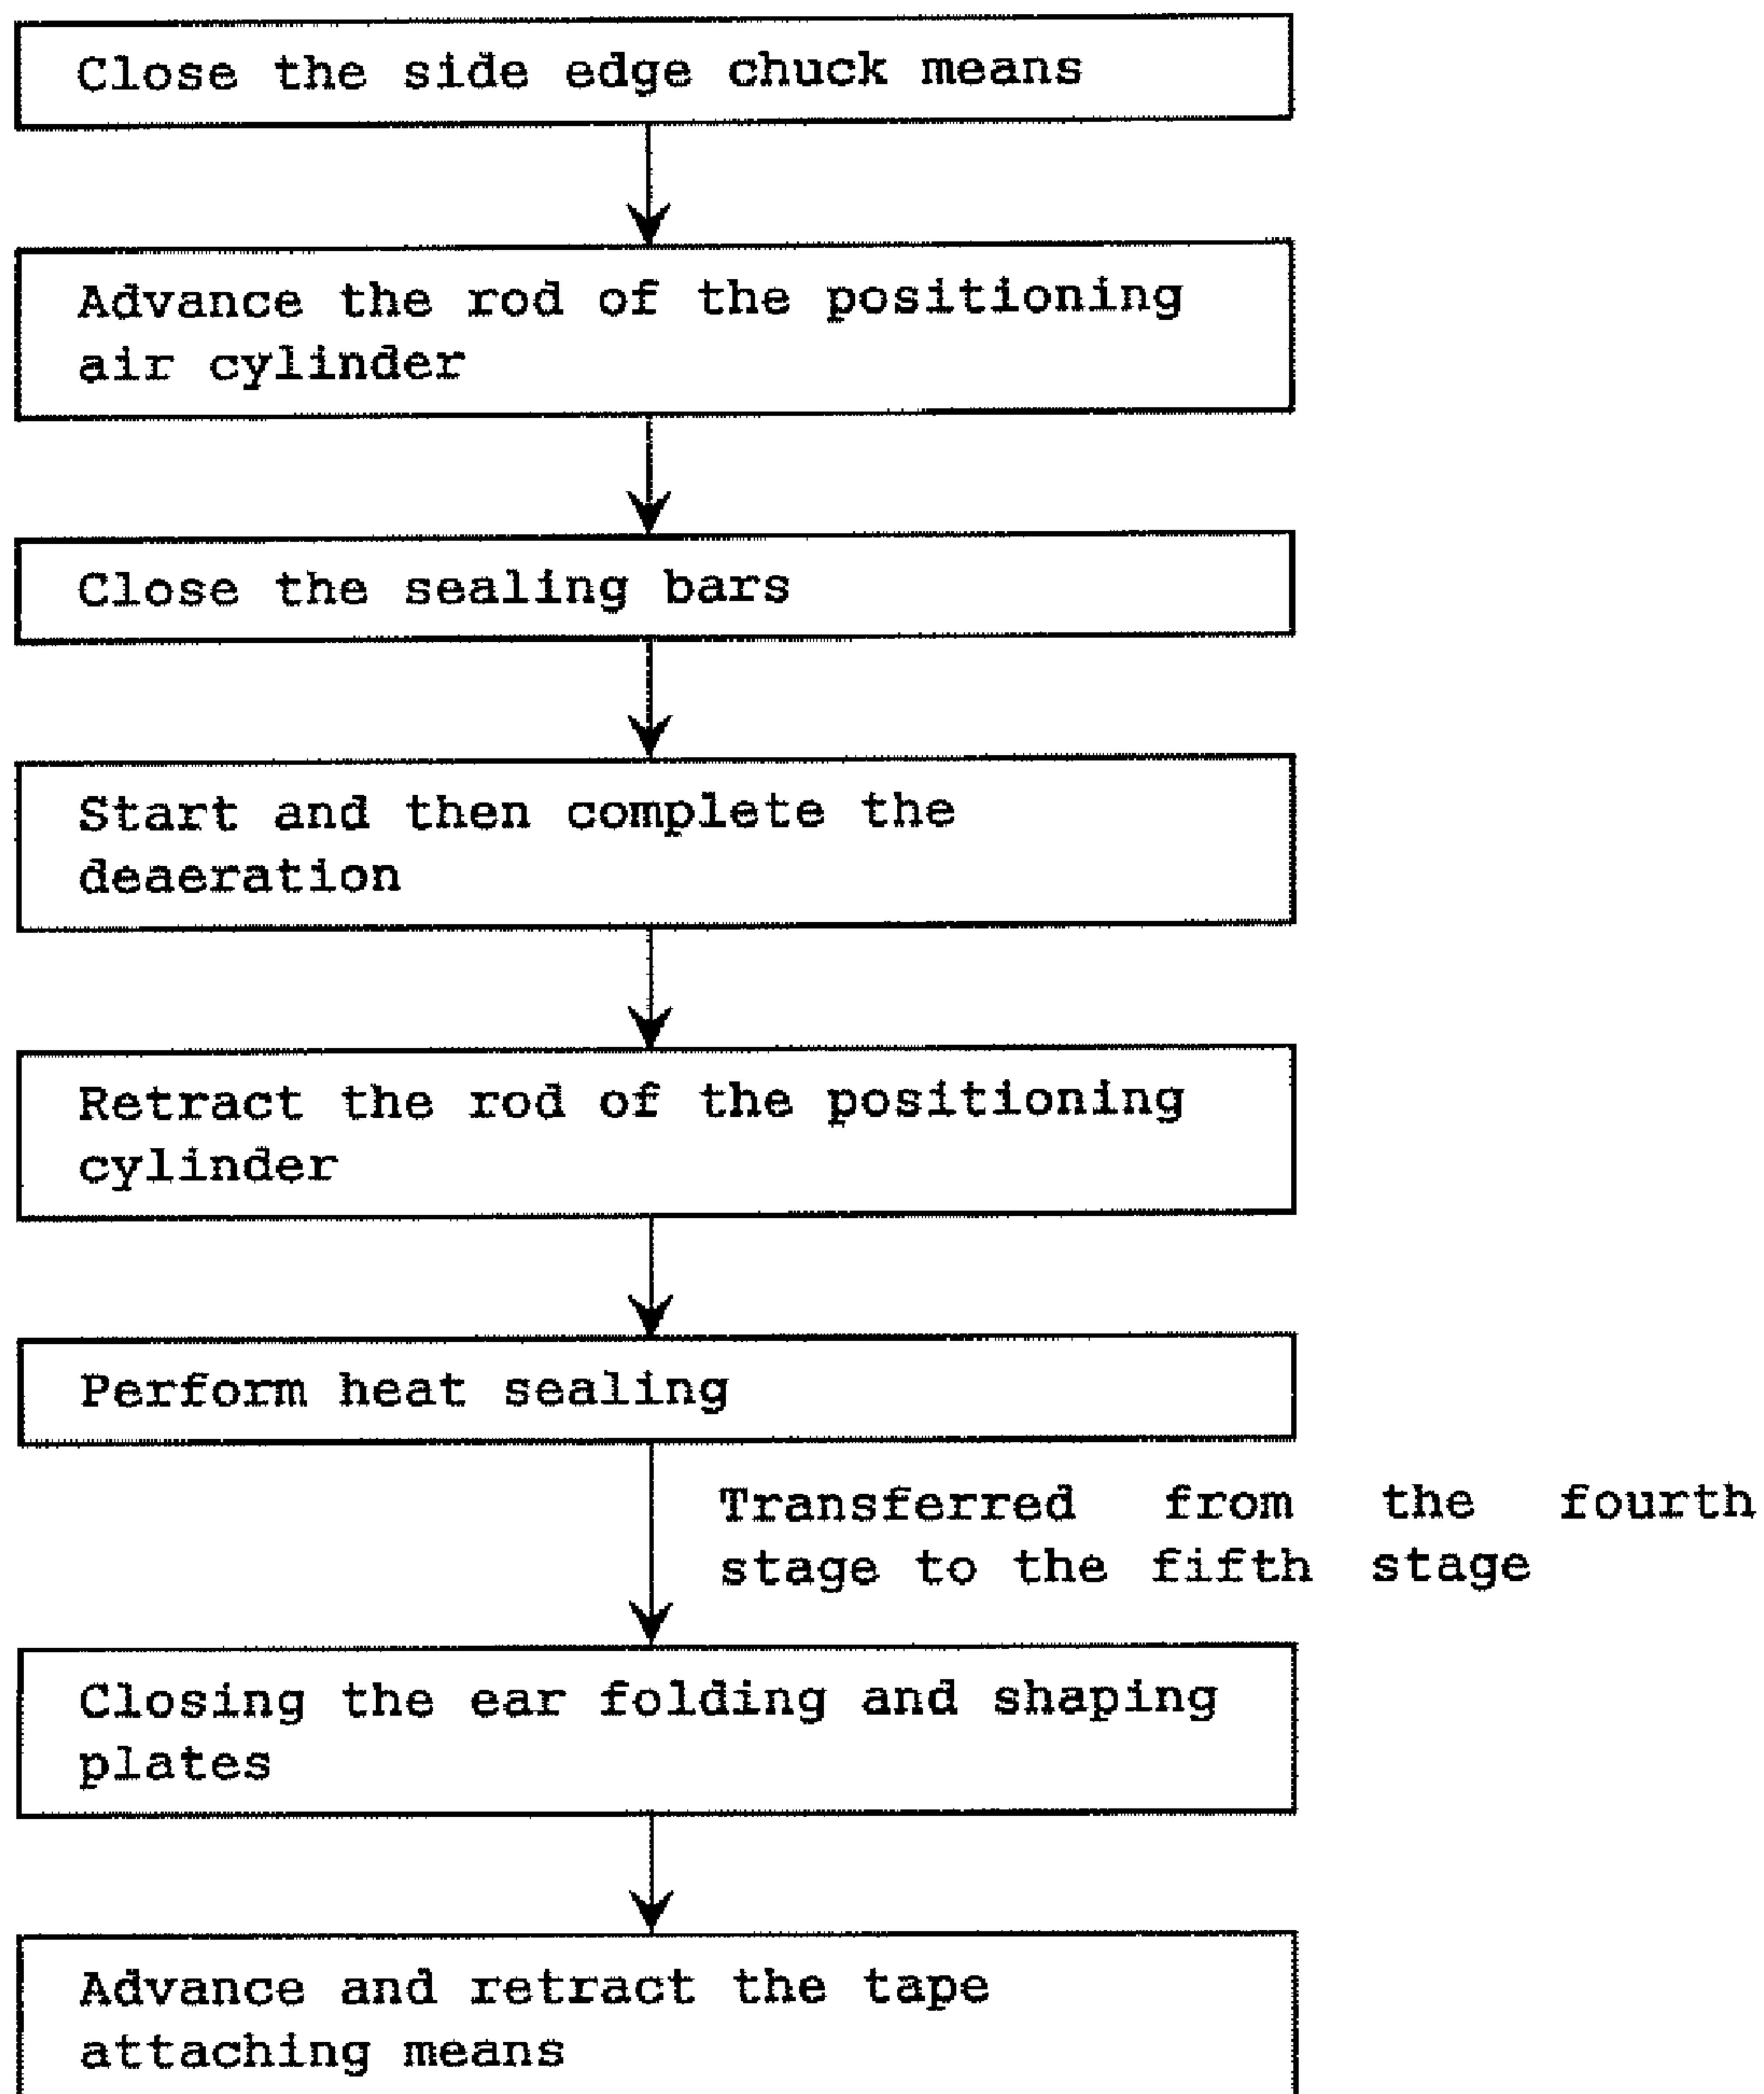 Close the side edge chuck means
Advance the rod of the positioning
air cylinder
Close the sealing bars
Start and then complete the
deaeration
Retract the rod of the positioning
cylinder
Perform heat sealing
Transferred from the fourth
stage to the fifth stage
Closing the ear folding and shaping
plates
Advance and retract the tape
attaching means